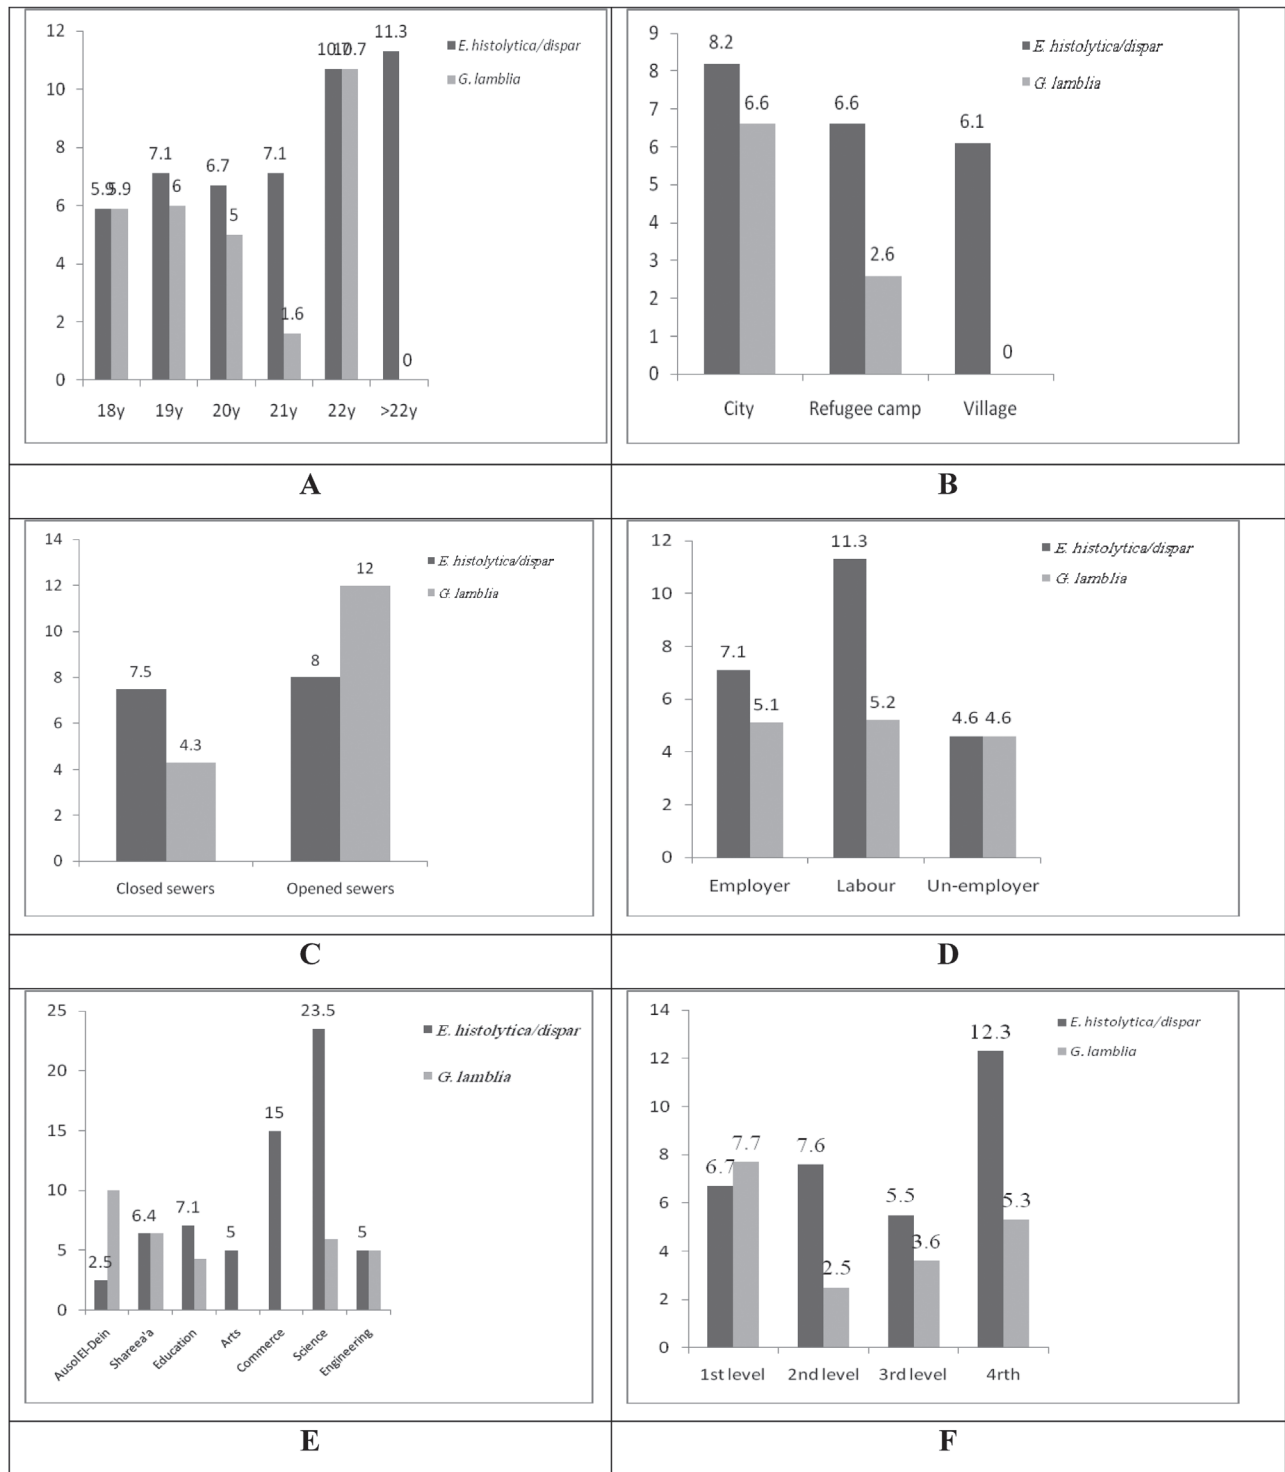 12
10
8
6
4
2
0
5.9 5.9
7.1
6
6.7
5
7.1
1.6
10.7 10.7
11.3
0
18y 19y 20y 21y 22y >22y
E. histolytica/dispar
G. lamblia
A
9
8
7
6
5
4
3
2
1
0
8.2
6.6
6.6
2.6
6.1
0
City Refugee camp Village
E. histolytica/dispar
G. lamblia
B
14
12
10
8
6
4
2
0
7.5
4.3
8
12
Closed sewers Opened sewers
E. histolytica/dispar
G. lamblia
C
12
10
8
6
4
2
0
7.1
5.1
11.3
5.2
4.6 4.6
Employer Labour Un-employer
E. histolytica/dispar
G. lamblia
D
25
20
15
10
5
0
2.5
6.4
7.1
5
15
23.5
5
Ausol El-Dein
Shareea'a
Education
Arts
Commerce
Science
Engineering
E. histolytica/dispar
G. lamblia
E
14
12
10
8
6
4
2
0
6.7
7.7
7.6
2.5
5.5
3.6
12.3
5.3
1st level 2nd level 3rd level 4rth
E. histolytica/dispar
G. lamblia
F